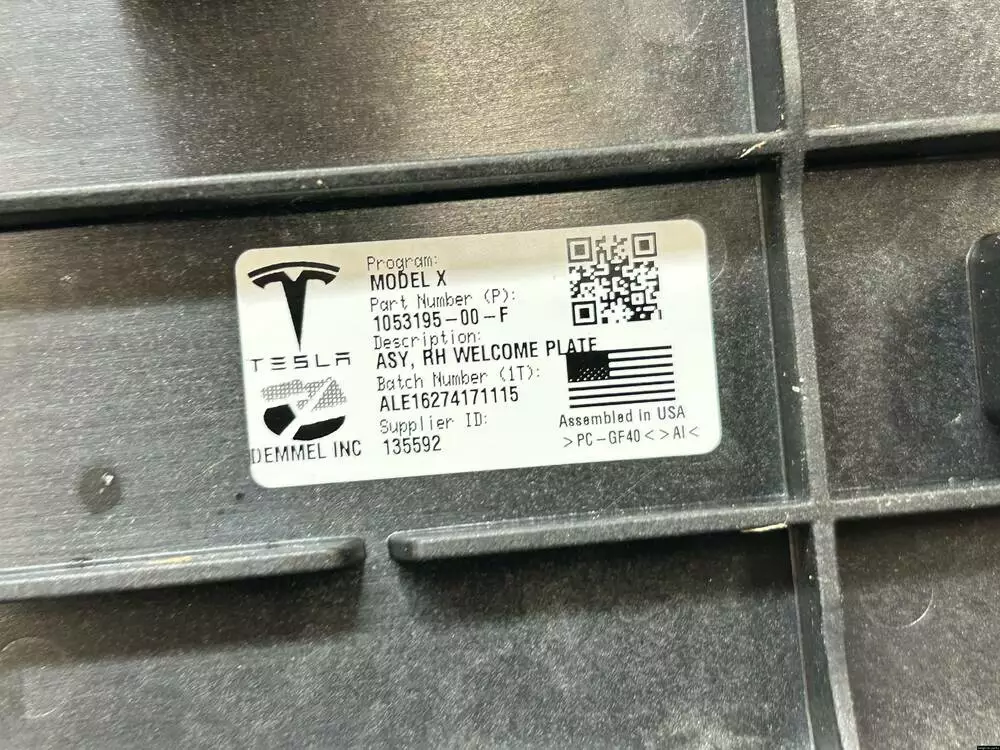 Program:
MODEL X
Part Number (P):
1053195-00-F
Description:
ASY, RH WELCOME PLATE
Batch Number (1T):
ALE16274171115
Supplier ID:
135592
TESLA
DEMMEL INC
Assembled in USA
>PC-GF40<>Al<